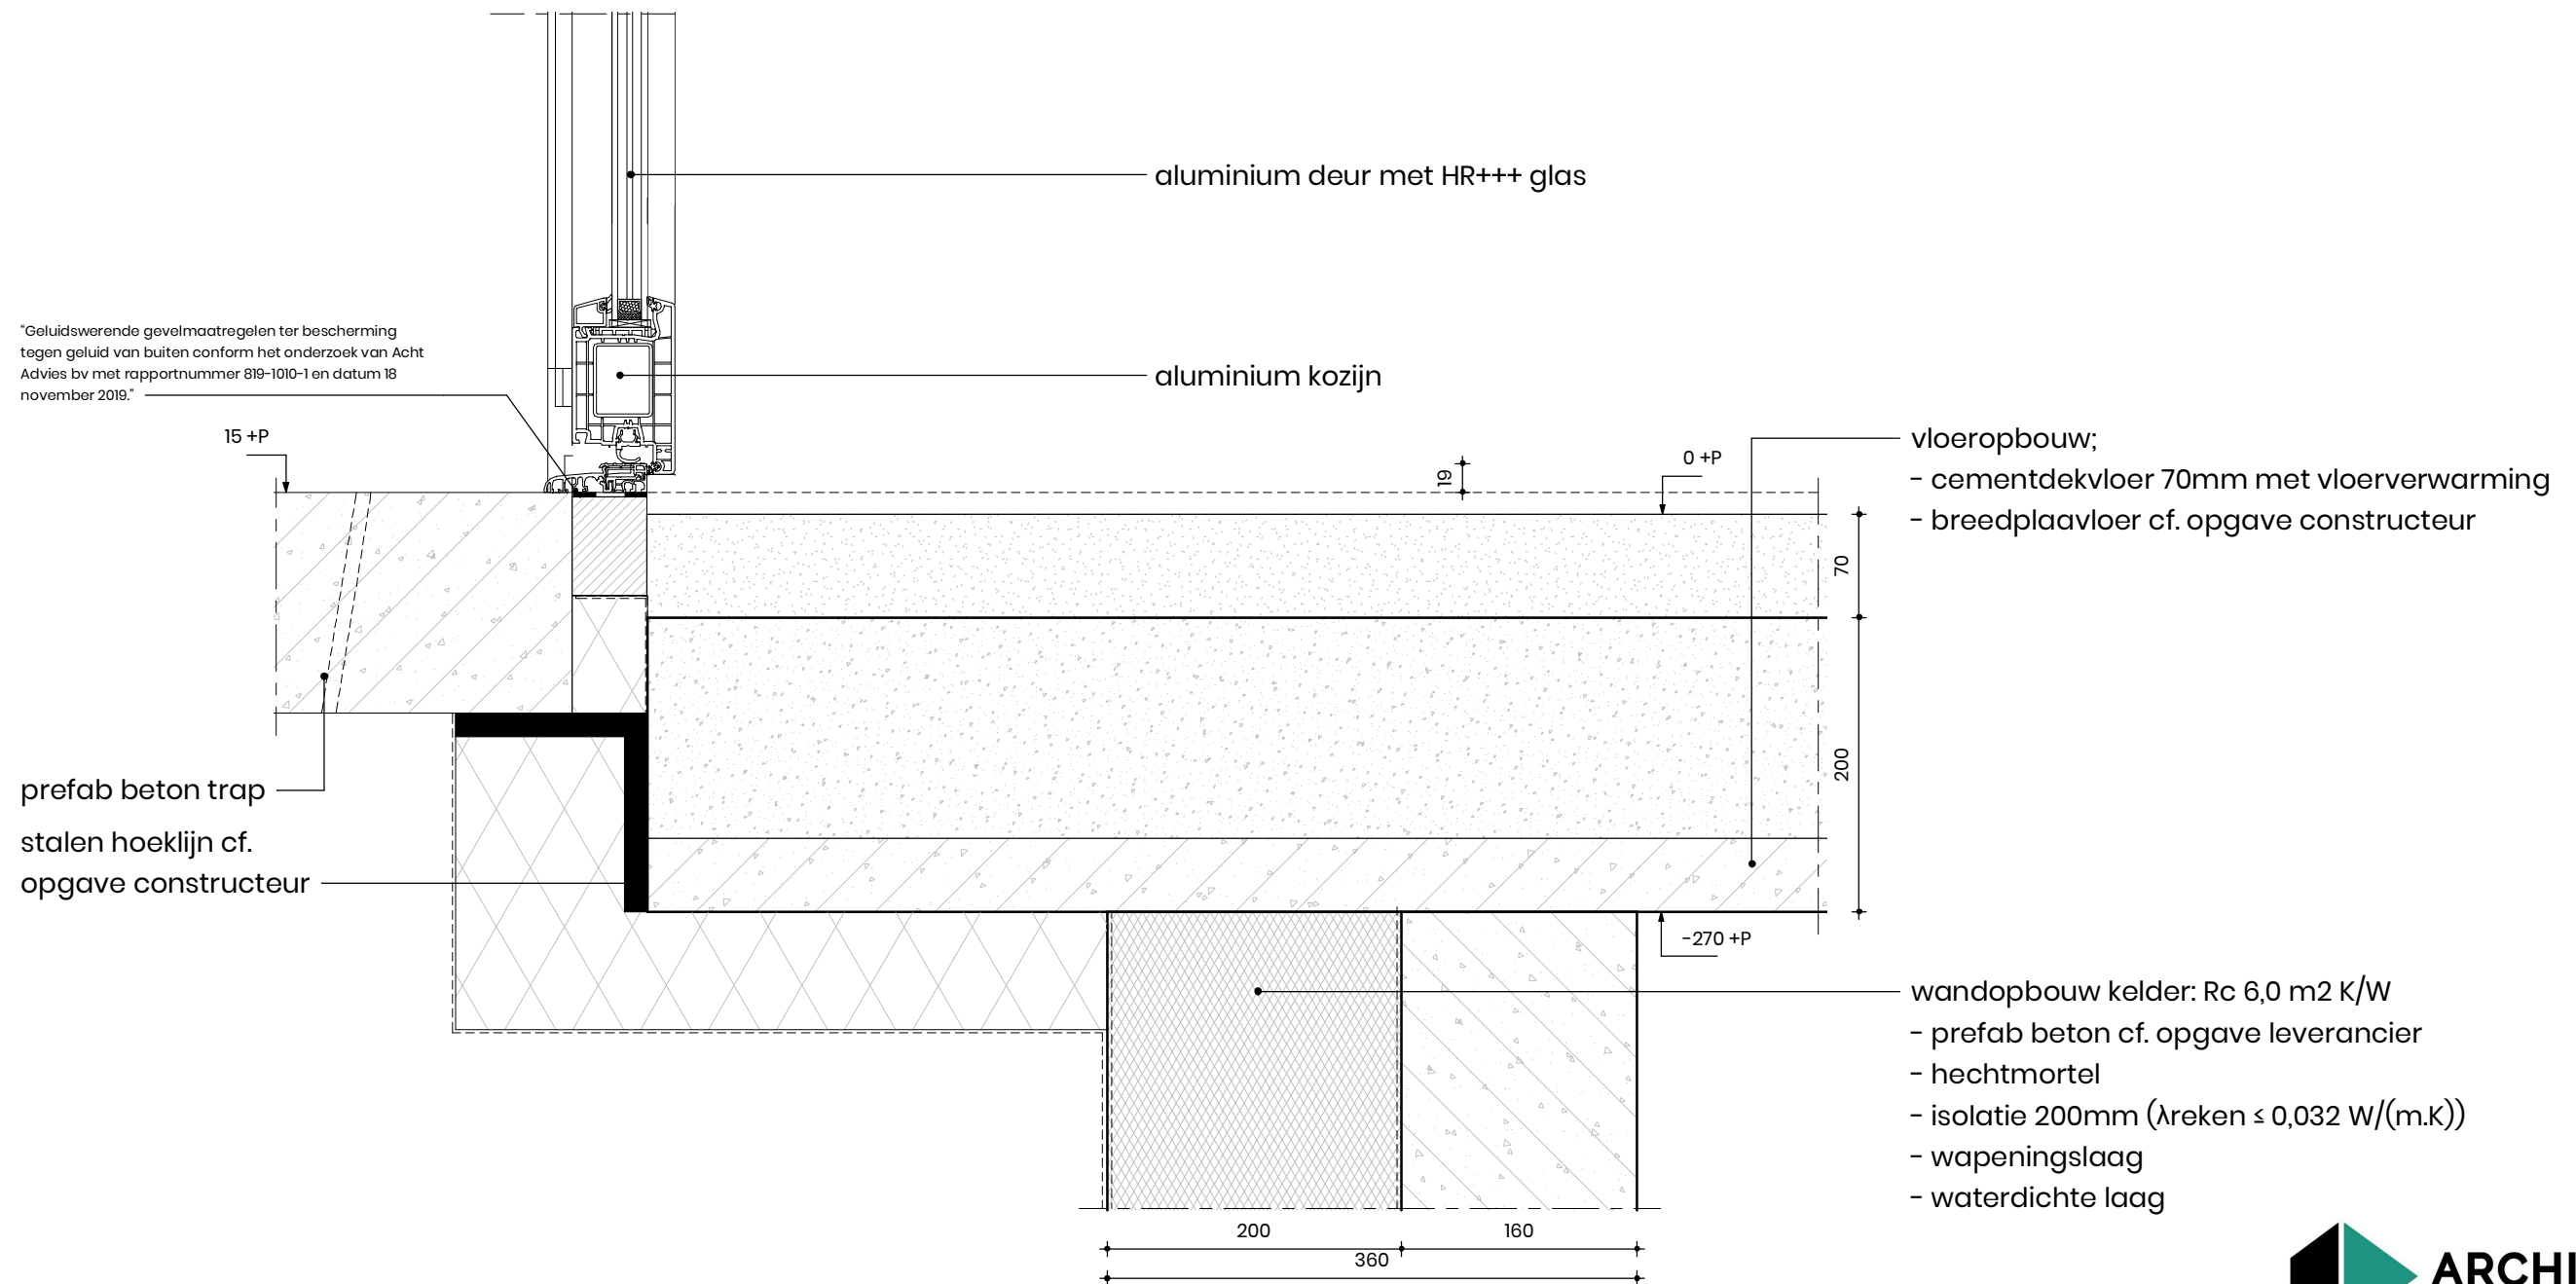 aluminium deur met HR+++ glas
"Geluidswerende gevelmaatregelen ter bescherming
tegen geluid van buiten conform het onderzoek van Acht
Advies bv met rapportnummer 819-1010-1 en datum 18
november 2019."
aluminium kozijn
15 +P
19
0 +P
vloeropbouw;
- cementdekvloer 70mm met vloerverwarming
- breedplaavloer cf. opgave constructeur
70
200
prefab beton trap
stalen hoeklijn cf.
opgave constructeur
-270 +P
wandopbouw kelder: Rc 6,0 m2 K/W
- prefab beton cf. opgave leverancier
- hechtmortel
- isolatie 200mm (λreken ≤ 0,032 W/(m.K))
- wapeningslaag
- waterdichte laag
200
160
360
ARCHI